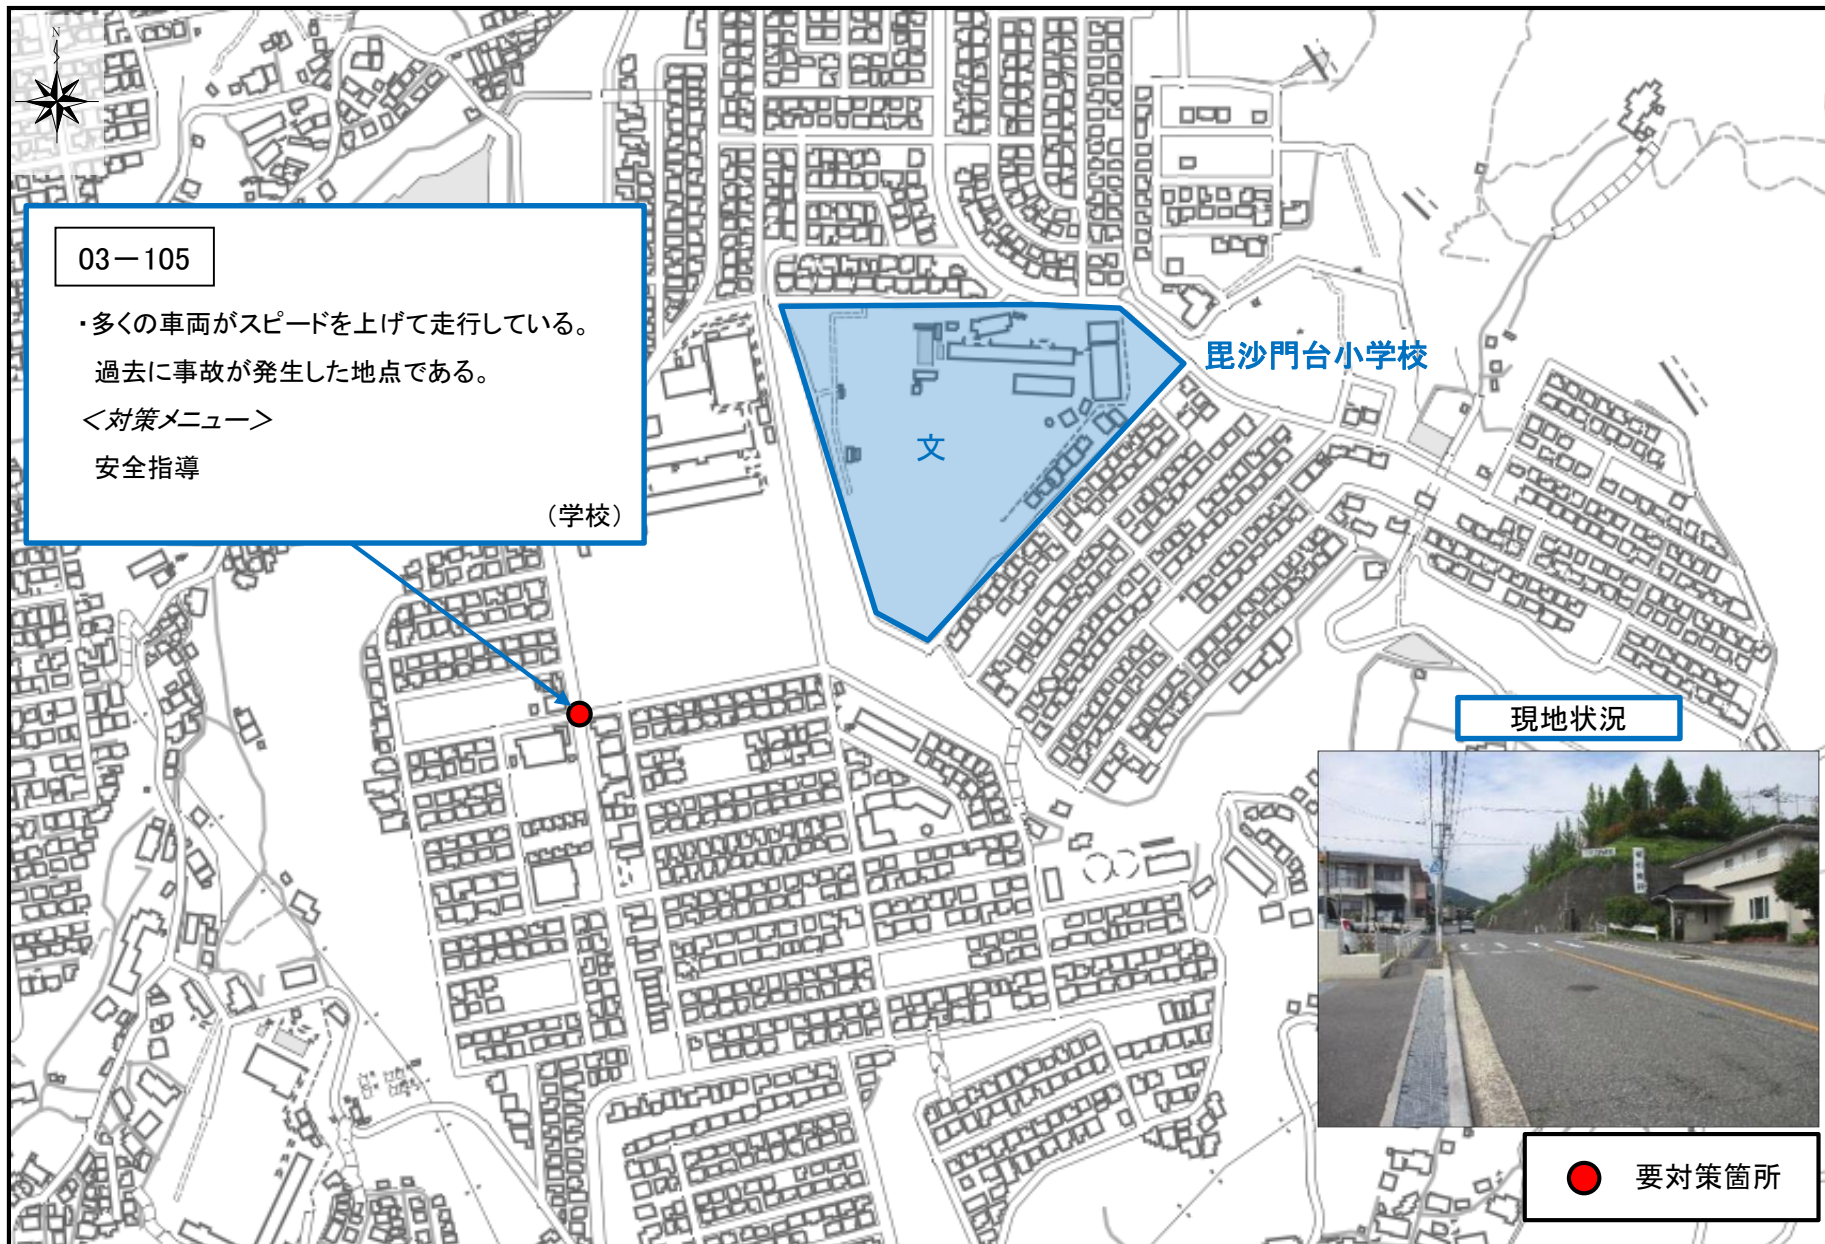 N
03－105
・多くの車両がスピードを上げて走行している。
過去に事故が発生した地点である。
＜対策メニュー＞
安全指導
（学校）
毘沙門台小学校
文
現地状況
要対策箇所